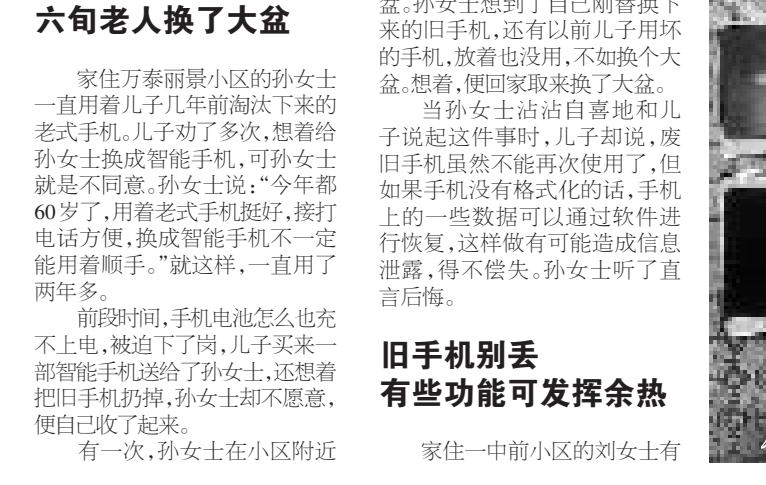 六旬老人换了大盆
家住万泰丽景小区的孙女士
一直用着儿子几年前淘汰下来的
老式手机。儿子劝了多次,想着给
孙女士换成智能手机,可孙女士
就是不同意。孙女士说:“今年都
60岁了,用着老式手机挺好,接打
电话方便,换成智能手机不一定
能用着顺手。”就这样,一直用了
两年多。
前段时间,手机电池怎么也充
不上电,被迫下了岗,儿子买来一
部智能手机送给了孙女士,还想着
把旧手机扔掉,孙女士却不愿意,
便自己收了起来。
有一次,孙女士在小区附近
盆。孙女士想到了自己刚替换下
来的旧手机,还有以前儿子用坏
的手机,放着也没用,不如换个大
盆。想着,便回家取来换了大盆。
当孙女士沾沾自喜地和儿
子说起这件事时,儿子却说,废
旧手机虽然不能再次使用了,但
如果手机没有格式化的话,手机
上的一些数据可以通过软件进
行恢复,这样做有可能造成信息
泄露,得不偿失。孙女士听了直
言后悔。
旧手机别丢
有些功能可发挥余热
家住一中前小区的刘女士有